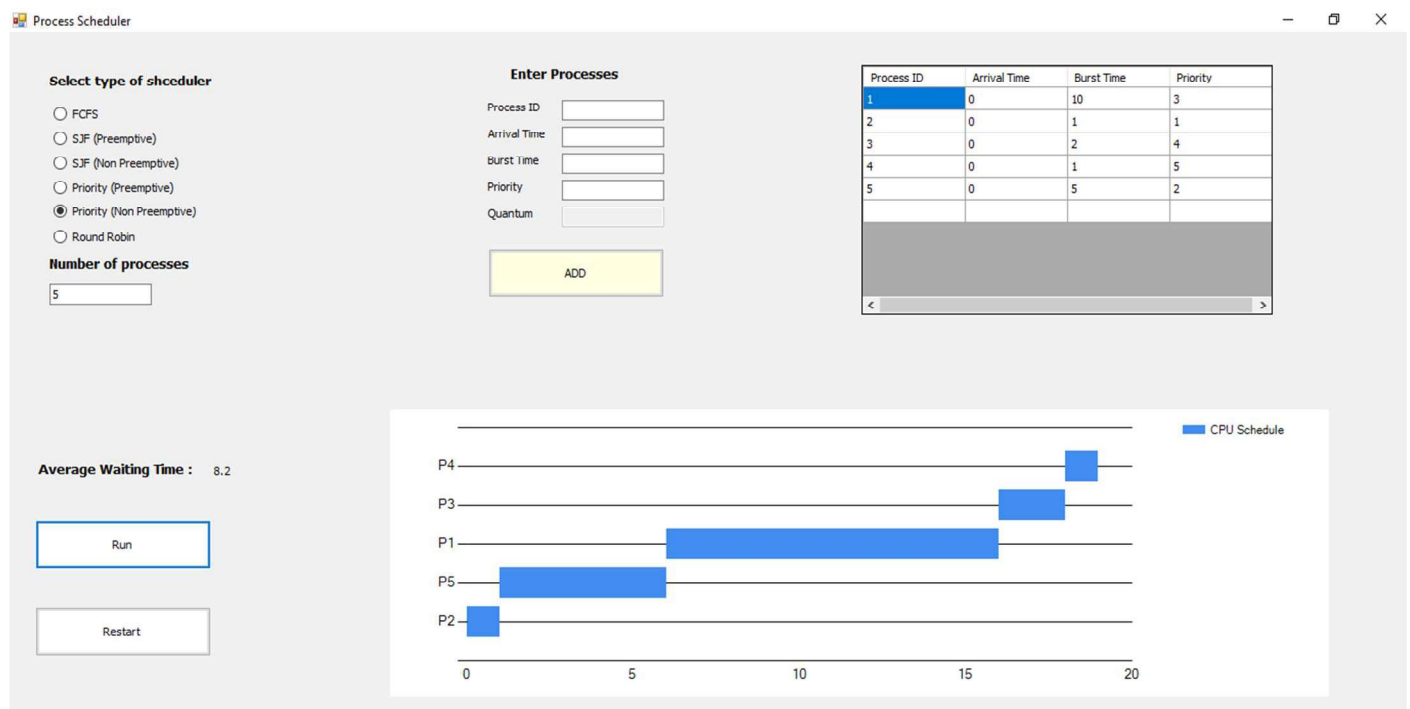 Process Scheduler
Select type of shceduler
FCFS
SJF (Preemptive)
SJF (Non Preemptive)
Priority (Preemptive)
Priority (Non Preemptive)
Round Robin
Number of processes
5
Enter Processes
Process ID
Arrival Time
Burst Time
Priority
Quantum
ADD
Process ID Arrival Time Burst Time Priority
1 0 10 3
2 0 1 1
3 0 2 4
4 0 1 5
5 0 5 2
Average Waiting Time : 8.2
Run
Restart
CPU Schedule
P4
P3
P1
P5
P2
0 5 10 15 20